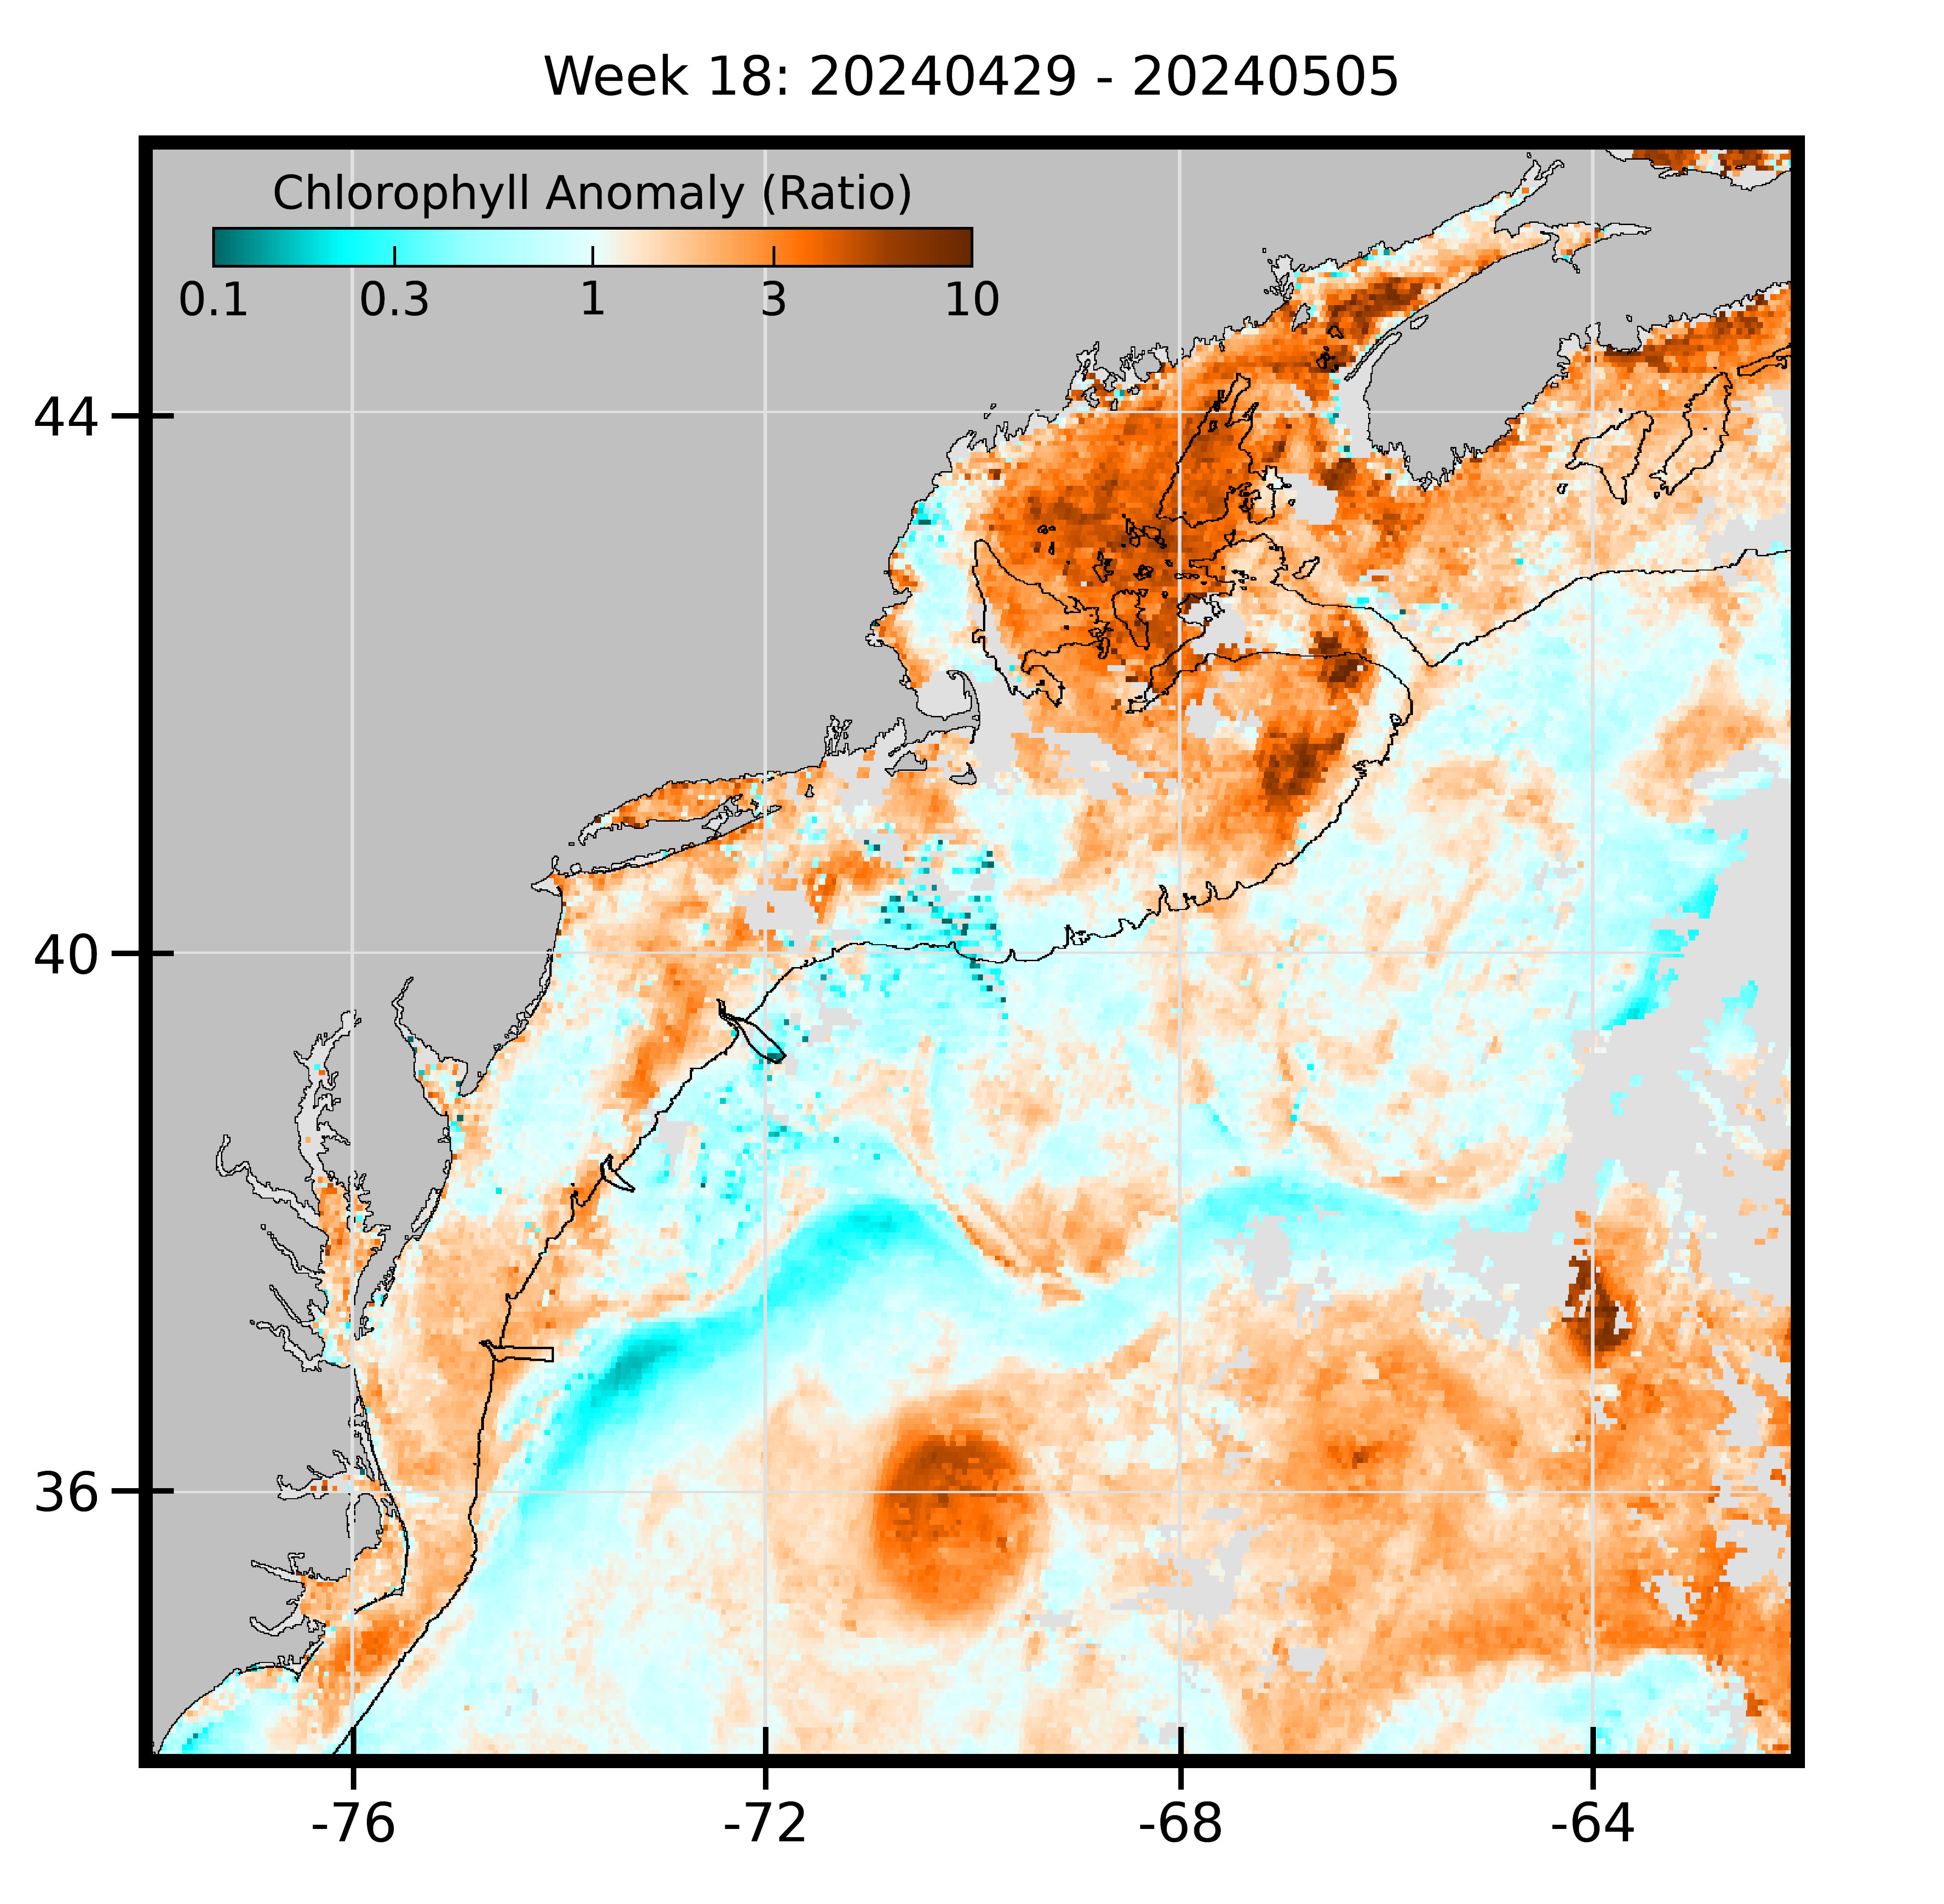 Week 18: 20240429 - 20240505
Chlorophyll Anomaly (Ratio)
0.1 0.3 1 3 10
44
40
36
-76 -72 -68 -64